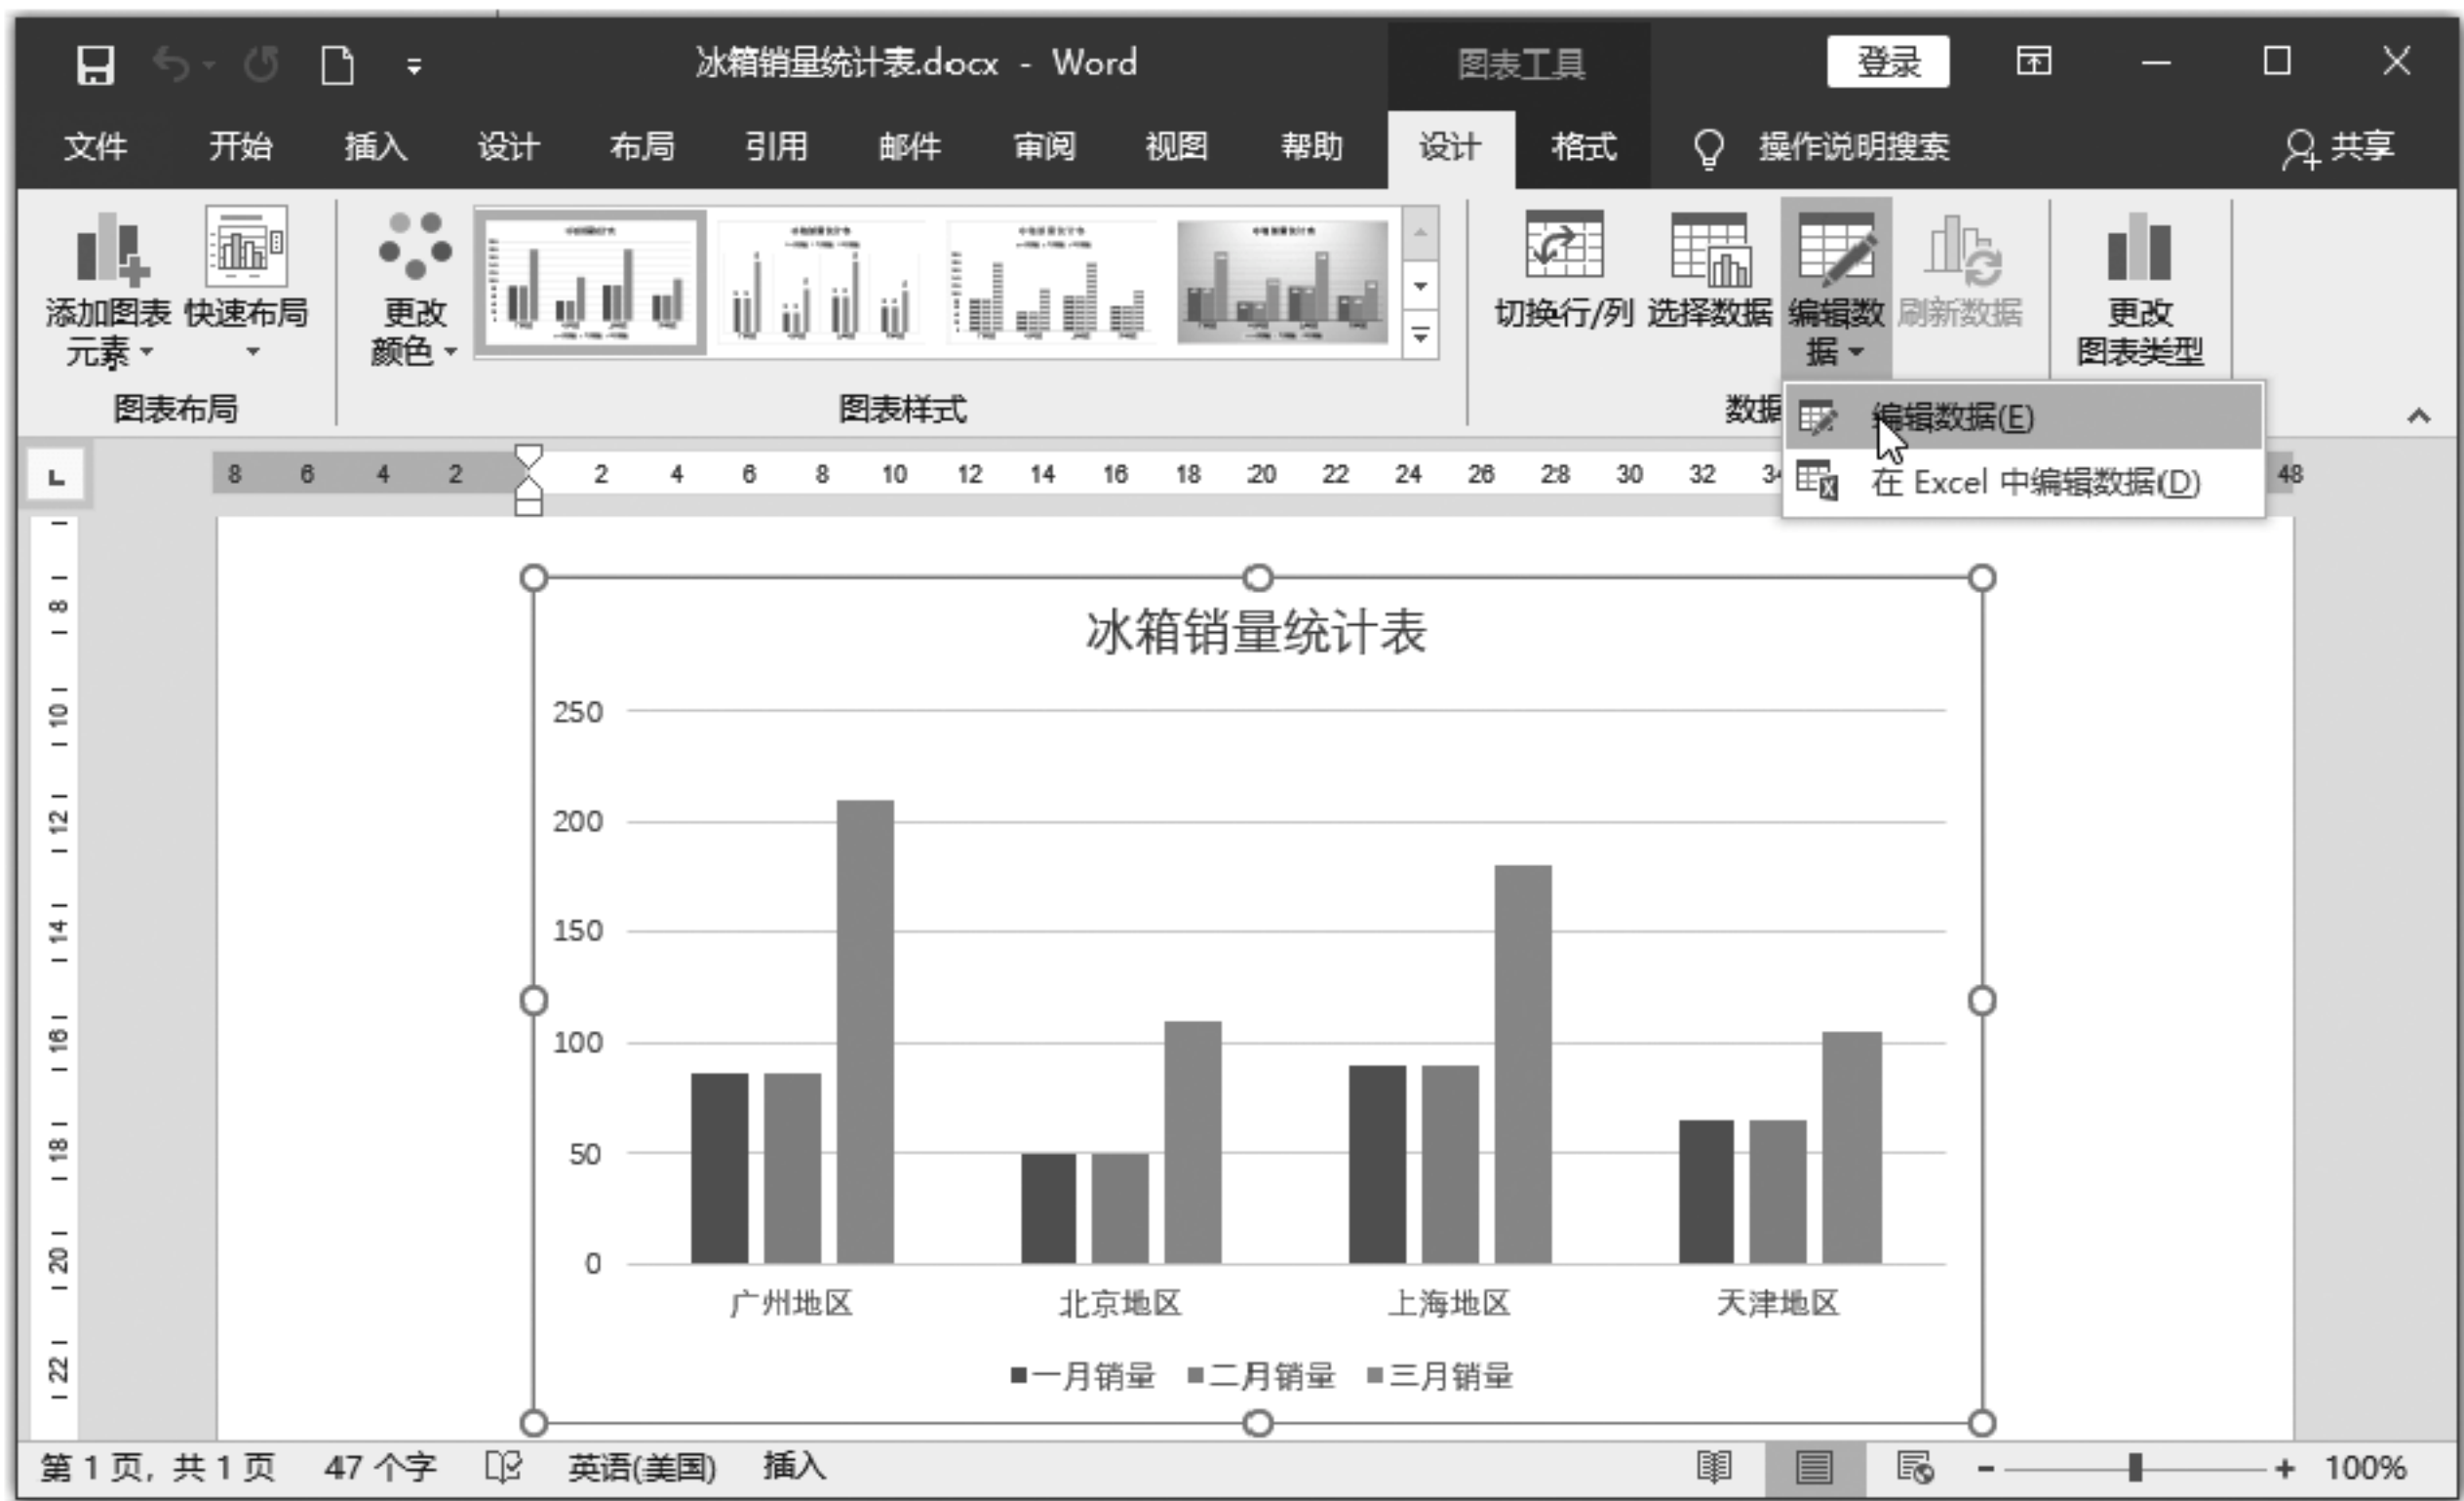 冰箱销量统计表.docx - Word
图表工具
登录
文件 开始 插入 设计 布局 引用 邮件 审阅 视图 帮助 设计 格式 操作说明搜索 共享
添加图表元素
快速布局
更改颜色
切换行/列
选择数据
编辑数据
刷新数据
更改图表类型
图表布局
图表样式
数据
编辑数据(E)
在 Excel 中编辑数据(D)
8 6 4 2 2 4 6 8 10 12 14 16 18 20 22 24 26 28 30 32 48
8
10
12
14
16
18
20
22
冰箱销量统计表
250
200
150
100
50
0
广州地区 北京地区 上海地区 天津地区
一月销量 二月销量 三月销量
第 1 页, 共 1 页 47 个字 英语(美国) 插入 100%